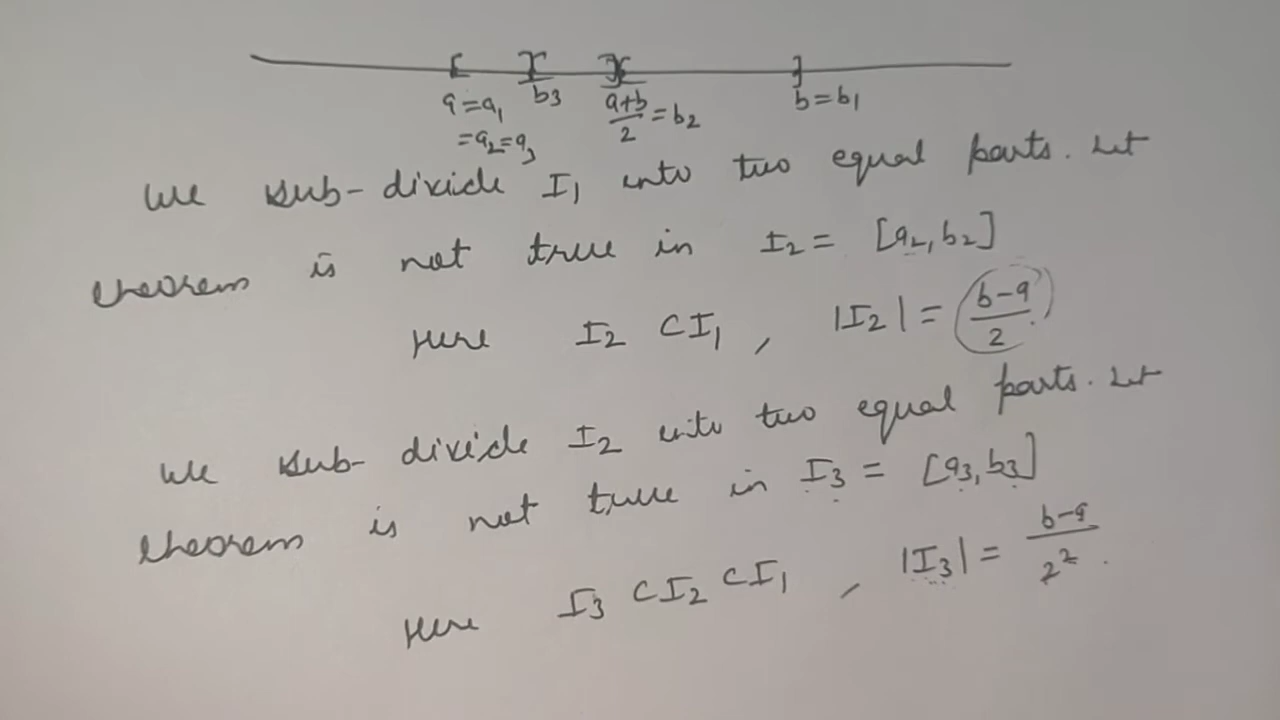 a=a₁ b₃ (a+b)/2 = b₂ b=b₁
=a₂=a₃
We sub-divide I₁ into two equal parts. Let
theorem is not true in I₂ = [a₂, b₂]
Here I₂ ⊂ I₁ , |I₂| = (b-a)/2
We sub-divide I₂ into two equal parts. Let
theorem is not true in I₃ = [a₃, b₃]
Here I₃ ⊂ I₂ ⊂ I₁ , |I₃| = (b-a)/2² .